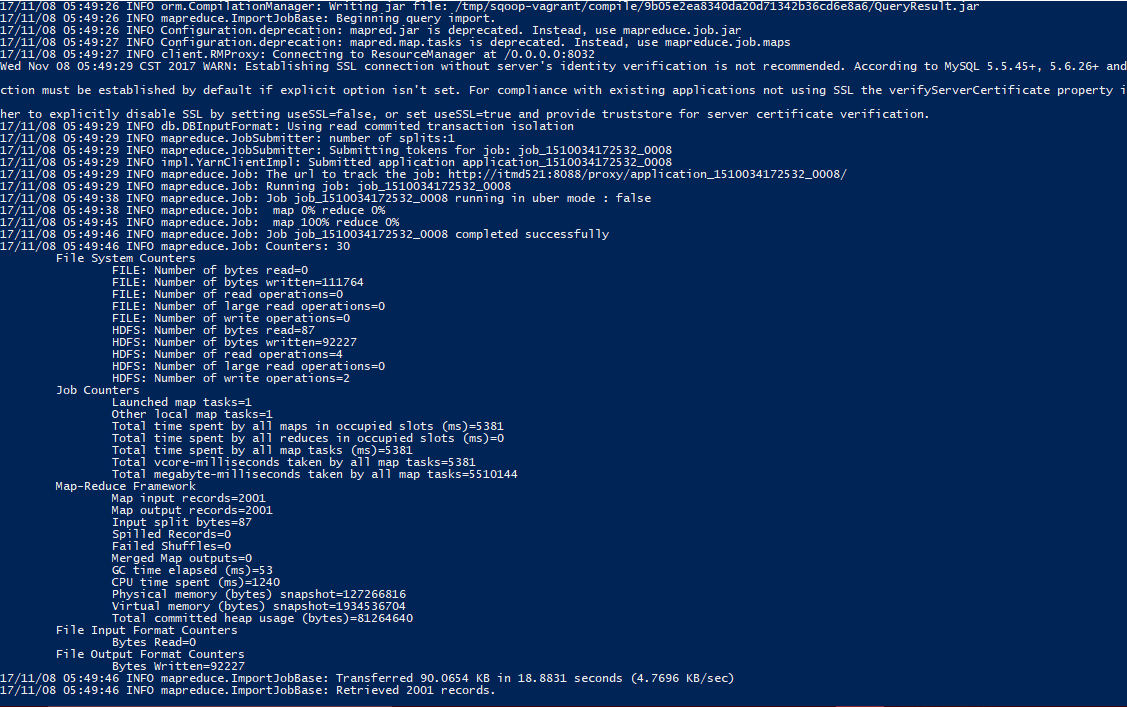 17/11/08 05:49:26 INFO orm.CompilationManager: Writing jar file: /tmp/sqoop-vagrant/compile/9b05e2ea8340da20d71342b36cd6e8a6/QueryResult.jar
17/11/08 05:49:26 INFO mapreduce.ImportJobBase: Beginning query import.
17/11/08 05:49:26 INFO Configuration.deprecation: mapred.jar is deprecated. Instead, use mapreduce.job.jar
17/11/08 05:49:27 INFO Configuration.deprecation: mapred.map.tasks is deprecated. Instead, use mapreduce.job.maps
17/11/08 05:49:27 INFO client.RMProxy: Connecting to ResourceManager at /0.0.0.0:8032
Wed Nov 08 05:49:29 CST 2017 WARN: Establishing SSL connection without server's identity verification is not recommended. According to MySQL 5.5.45+, 5.6.26+ and
ction must be established by default if explicit option isn't set. For compliance with existing applications not using SSL the verifyServerCertificate property i
her to explicitly disable SSL by setting useSSL=false, or set useSSL=true and provide truststore for server certificate verification.
17/11/08 05:49:29 INFO db.DBInputFormat: Using read commited transaction isolation
17/11/08 05:49:29 INFO mapreduce.JobSubmitter: number of splits:1
17/11/08 05:49:29 INFO mapreduce.JobSubmitter: Submitting tokens for job: job_1510034172532_0008
17/11/08 05:49:29 INFO impl.YarnClientImpl: Submitted application application_1510034172532_0008
17/11/08 05:49:29 INFO mapreduce.Job: The url to track the job: http://itmd521:8088/proxy/application_1510034172532_0008/
17/11/08 05:49:29 INFO mapreduce.Job: Running job: job_1510034172532_0008
17/11/08 05:49:38 INFO mapreduce.Job: Job job_1510034172532_0008 running in uber mode : false
17/11/08 05:49:38 INFO mapreduce.Job:  map 0% reduce 0%
17/11/08 05:49:45 INFO mapreduce.Job:  map 100% reduce 0%
17/11/08 05:49:46 INFO mapreduce.Job: Job job_1510034172532_0008 completed successfully
17/11/08 05:49:46 INFO mapreduce.Job: Counters: 30
File System Counters
FILE: Number of bytes read=0
FILE: Number of bytes written=111764
FILE: Number of read operations=0
FILE: Number of large read operations=0
FILE: Number of write operations=0
HDFS: Number of bytes read=87
HDFS: Number of bytes written=92227
HDFS: Number of read operations=4
HDFS: Number of large read operations=0
HDFS: Number of write operations=2
Job Counters
Launched map tasks=1
Other local map tasks=1
Total time spent by all maps in occupied slots (ms)=5381
Total time spent by all reduces in occupied slots (ms)=0
Total time spent by all map tasks (ms)=5381
Total vcore-milliseconds taken by all map tasks=5381
Total megabyte-milliseconds taken by all map tasks=5510144
Map-Reduce Framework
Map input records=2001
Map output records=2001
Input split bytes=87
Spilled Records=0
Failed Shuffles=0
Merged Map outputs=0
GC time elapsed (ms)=53
CPU time spent (ms)=1240
Physical memory (bytes) snapshot=127266816
Virtual memory (bytes) snapshot=1934536704
Total committed heap usage (bytes)=81264640
File Input Format Counters
Bytes Read=0
File Output Format Counters
Bytes Written=92227
17/11/08 05:49:46 INFO mapreduce.ImportJobBase: Transferred 90.0654 KB in 18.8831 seconds (4.7696 KB/sec)
17/11/08 05:49:46 INFO mapreduce.ImportJobBase: Retrieved 2001 records.